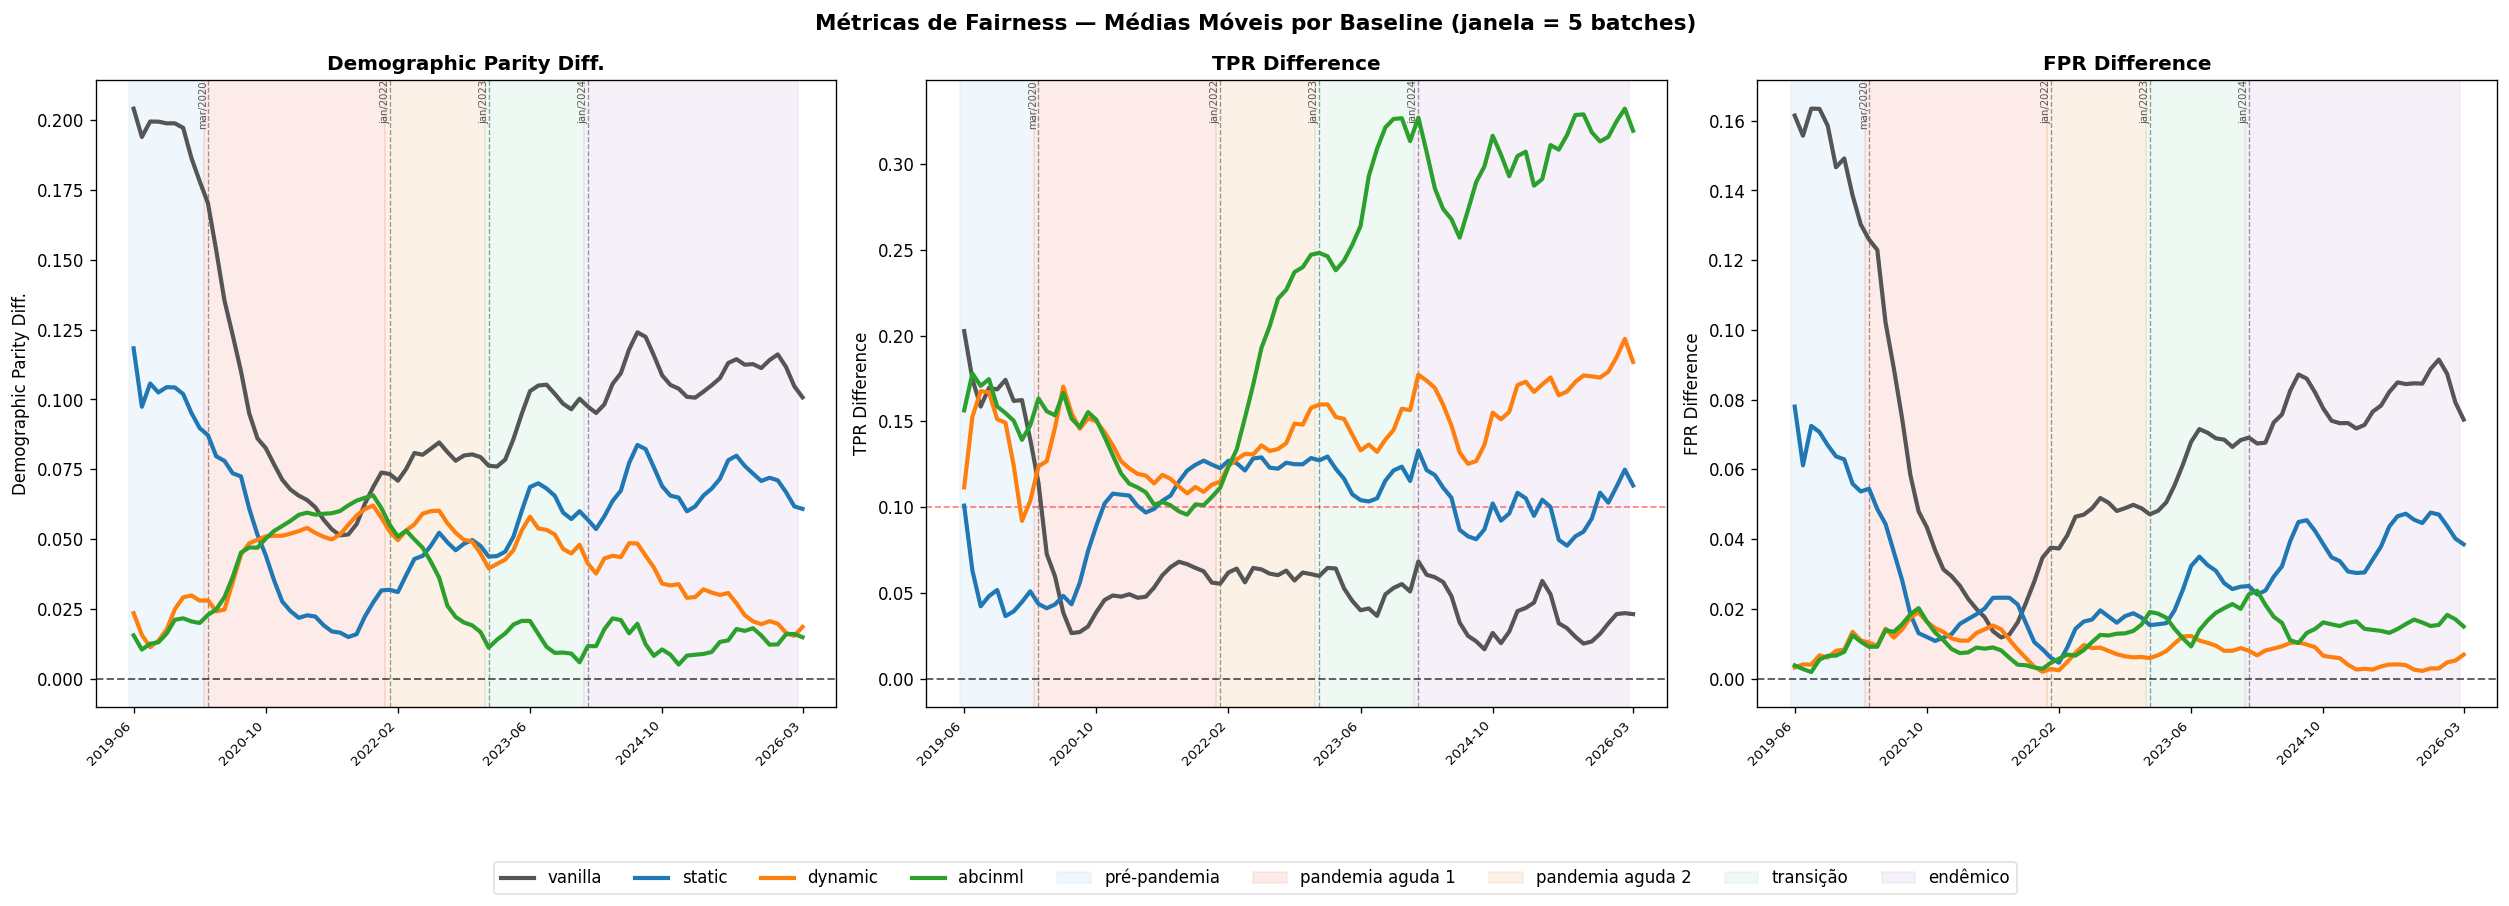 Métricas de Fairness — Médias Móveis por Baseline (janela = 5 batches)
Demographic Parity Diff.
Demographic Parity Diff.
0.200
0.175
0.150
0.125
0.100
0.075
0.050
0.025
0.000
mar/2020
jan/2022
jan/2023
jan/2024
2019-06
2020-10
2022-02
2023-06
2024-10
2026-03
TPR Difference
TPR Difference
0.30
0.25
0.20
0.15
0.10
0.05
0.00
mar/2020
jan/2022
jan/2023
jan/2024
2019-06
2020-10
2022-02
2023-06
2024-10
2026-03
FPR Difference
FPR Difference
0.16
0.14
0.12
0.10
0.08
0.06
0.04
0.02
0.00
mar/2020
jan/2022
jan/2023
jan/2024
2019-06
2020-10
2022-02
2023-06
2024-10
2026-03
vanilla static dynamic abcinml pré-pandemia pandemia aguda 1 pandemia aguda 2 transição endêmico